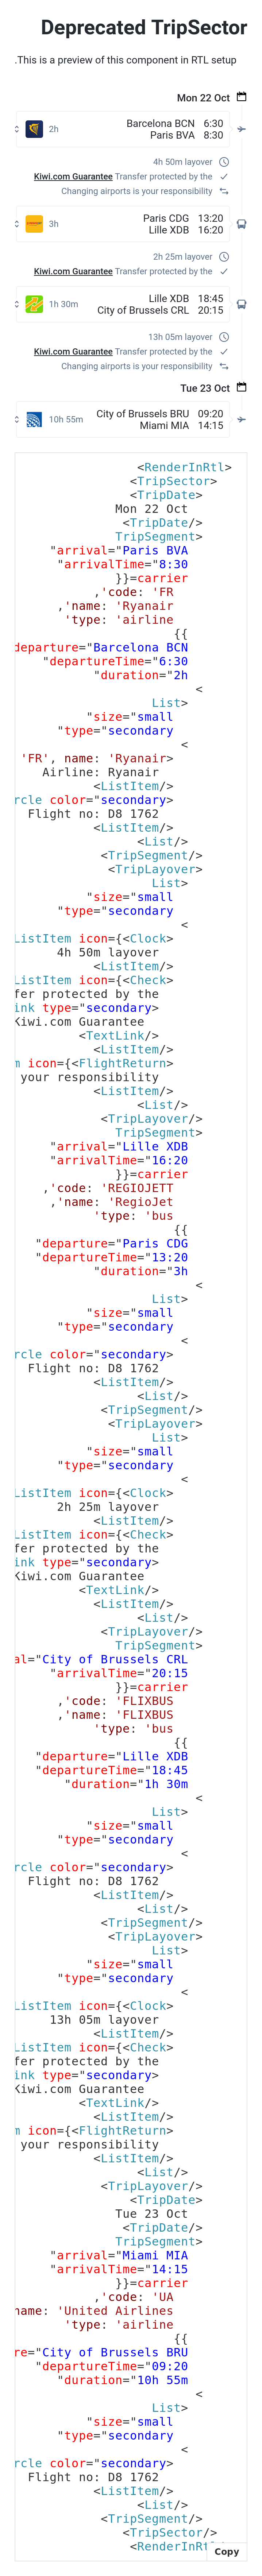 Deprecated TripSector
.This is a preview of this component in RTL setup
Mon 22 Oct
2h
Barcelona BCN 6:30
Paris BVA 8:30
4h 50m layover
Kiwi.com Guarantee Transfer protected by the
Changing airports is your responsibility
3h
Paris CDG 13:20
Lille XDB 16:20
2h 25m layover
Kiwi.com Guarantee Transfer protected by the
1h 30m
Lille XDB 18:45
City of Brussels CRL 20:15
13h 05m layover
Kiwi.com Guarantee Transfer protected by the
Changing airports is your responsibility
Tue 23 Oct
10h 55m
City of Brussels BRU 09:20
Miami MIA 14:15
<RenderInRtl>
<TripSector>
<TripDate>
Mon 22 Oct
<TripDate/>
TripSegment>
"arrival="Paris BVA
"arrivalTime="8:30
}}=carrier
,'code: 'FR
,'name: 'Ryanair
'type: 'airline
{{
departure="Barcelona BCN
"departureTime="6:30
"duration="2h
<
List>
"size="small
"type="secondary
<
'FR', name: 'Ryanair>
Airline: Ryanair
<ListItem/>
rcle color="secondary>
Flight no: D8 1762
<ListItem/>
<List/>
<TripSegment/>
<TripLayover>
List>
"size="small
"type="secondary
<
ListItem icon={<Clock>
4h 50m layover
<ListItem/>
ListItem icon={<Check>
fer protected by the
ink type="secondary>
Kiwi.com Guarantee
<TextLink/>
<ListItem/>
m icon={<FlightReturn>
your responsibility
<ListItem/>
<List/>
<TripLayover/>
TripSegment>
"arrival="Lille XDB
"arrivalTime="16:20
}}=carrier
,'code: 'REGIOJETT
,'name: 'RegioJet
'type: 'bus
{{
"departure="Paris CDG
"departureTime="13:20
"duration="3h
<
List>
"size="small
"type="secondary
<
rcle color="secondary>
Flight no: D8 1762
<ListItem/>
<List/>
<TripSegment/>
<TripLayover>
List>
"size="small
"type="secondary
<
ListItem icon={<Clock>
2h 25m layover
<ListItem/>
ListItem icon={<Check>
fer protected by the
ink type="secondary>
Kiwi.com Guarantee
<TextLink/>
<ListItem/>
<List/>
<TripLayover/>
TripSegment>
al="City of Brussels CRL
"arrivalTime="20:15
}}=carrier
,'code: 'FLIXBUS
,'name: 'FLIXBUS
'type: 'bus
{{
"departure="Lille XDB
"departureTime="18:45
"duration="1h 30m
<
List>
"size="small
"type="secondary
<
rcle color="secondary>
Flight no: D8 1762
<ListItem/>
<List/>
<TripSegment/>
<TripLayover>
List>
"size="small
"type="secondary
<
ListItem icon={<Clock>
13h 05m layover
<ListItem/>
ListItem icon={<Check>
fer protected by the
ink type="secondary>
Kiwi.com Guarantee
<TextLink/>
<ListItem/>
m icon={<FlightReturn>
your responsibility
<ListItem/>
<List/>
<TripLayover/>
<TripDate>
Tue 23 Oct
<TripDate/>
TripSegment>
"arrival="Miami MIA
"arrivalTime="14:15
}}=carrier
,'code: 'UA
name: 'United Airlines
'type: 'airline
{{
re="City of Brussels BRU
"departureTime="09:20
"duration="10h 55m
<
List>
"size="small
"type="secondary
<
rcle color="secondary>
Flight no: D8 1762
<ListItem/>
<List/>
<TripSegment/>
<TripSector/>
<RenderInRtl/>
Copy